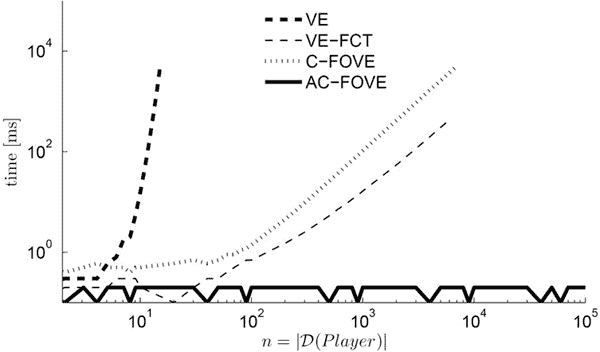 VE
VE−FCT
C−FOVE
AC−FOVE
10^4
10^2
10^0
time [ms]
10^1
10^2
10^3
10^4
10^5
n = |𝒟(Player)|